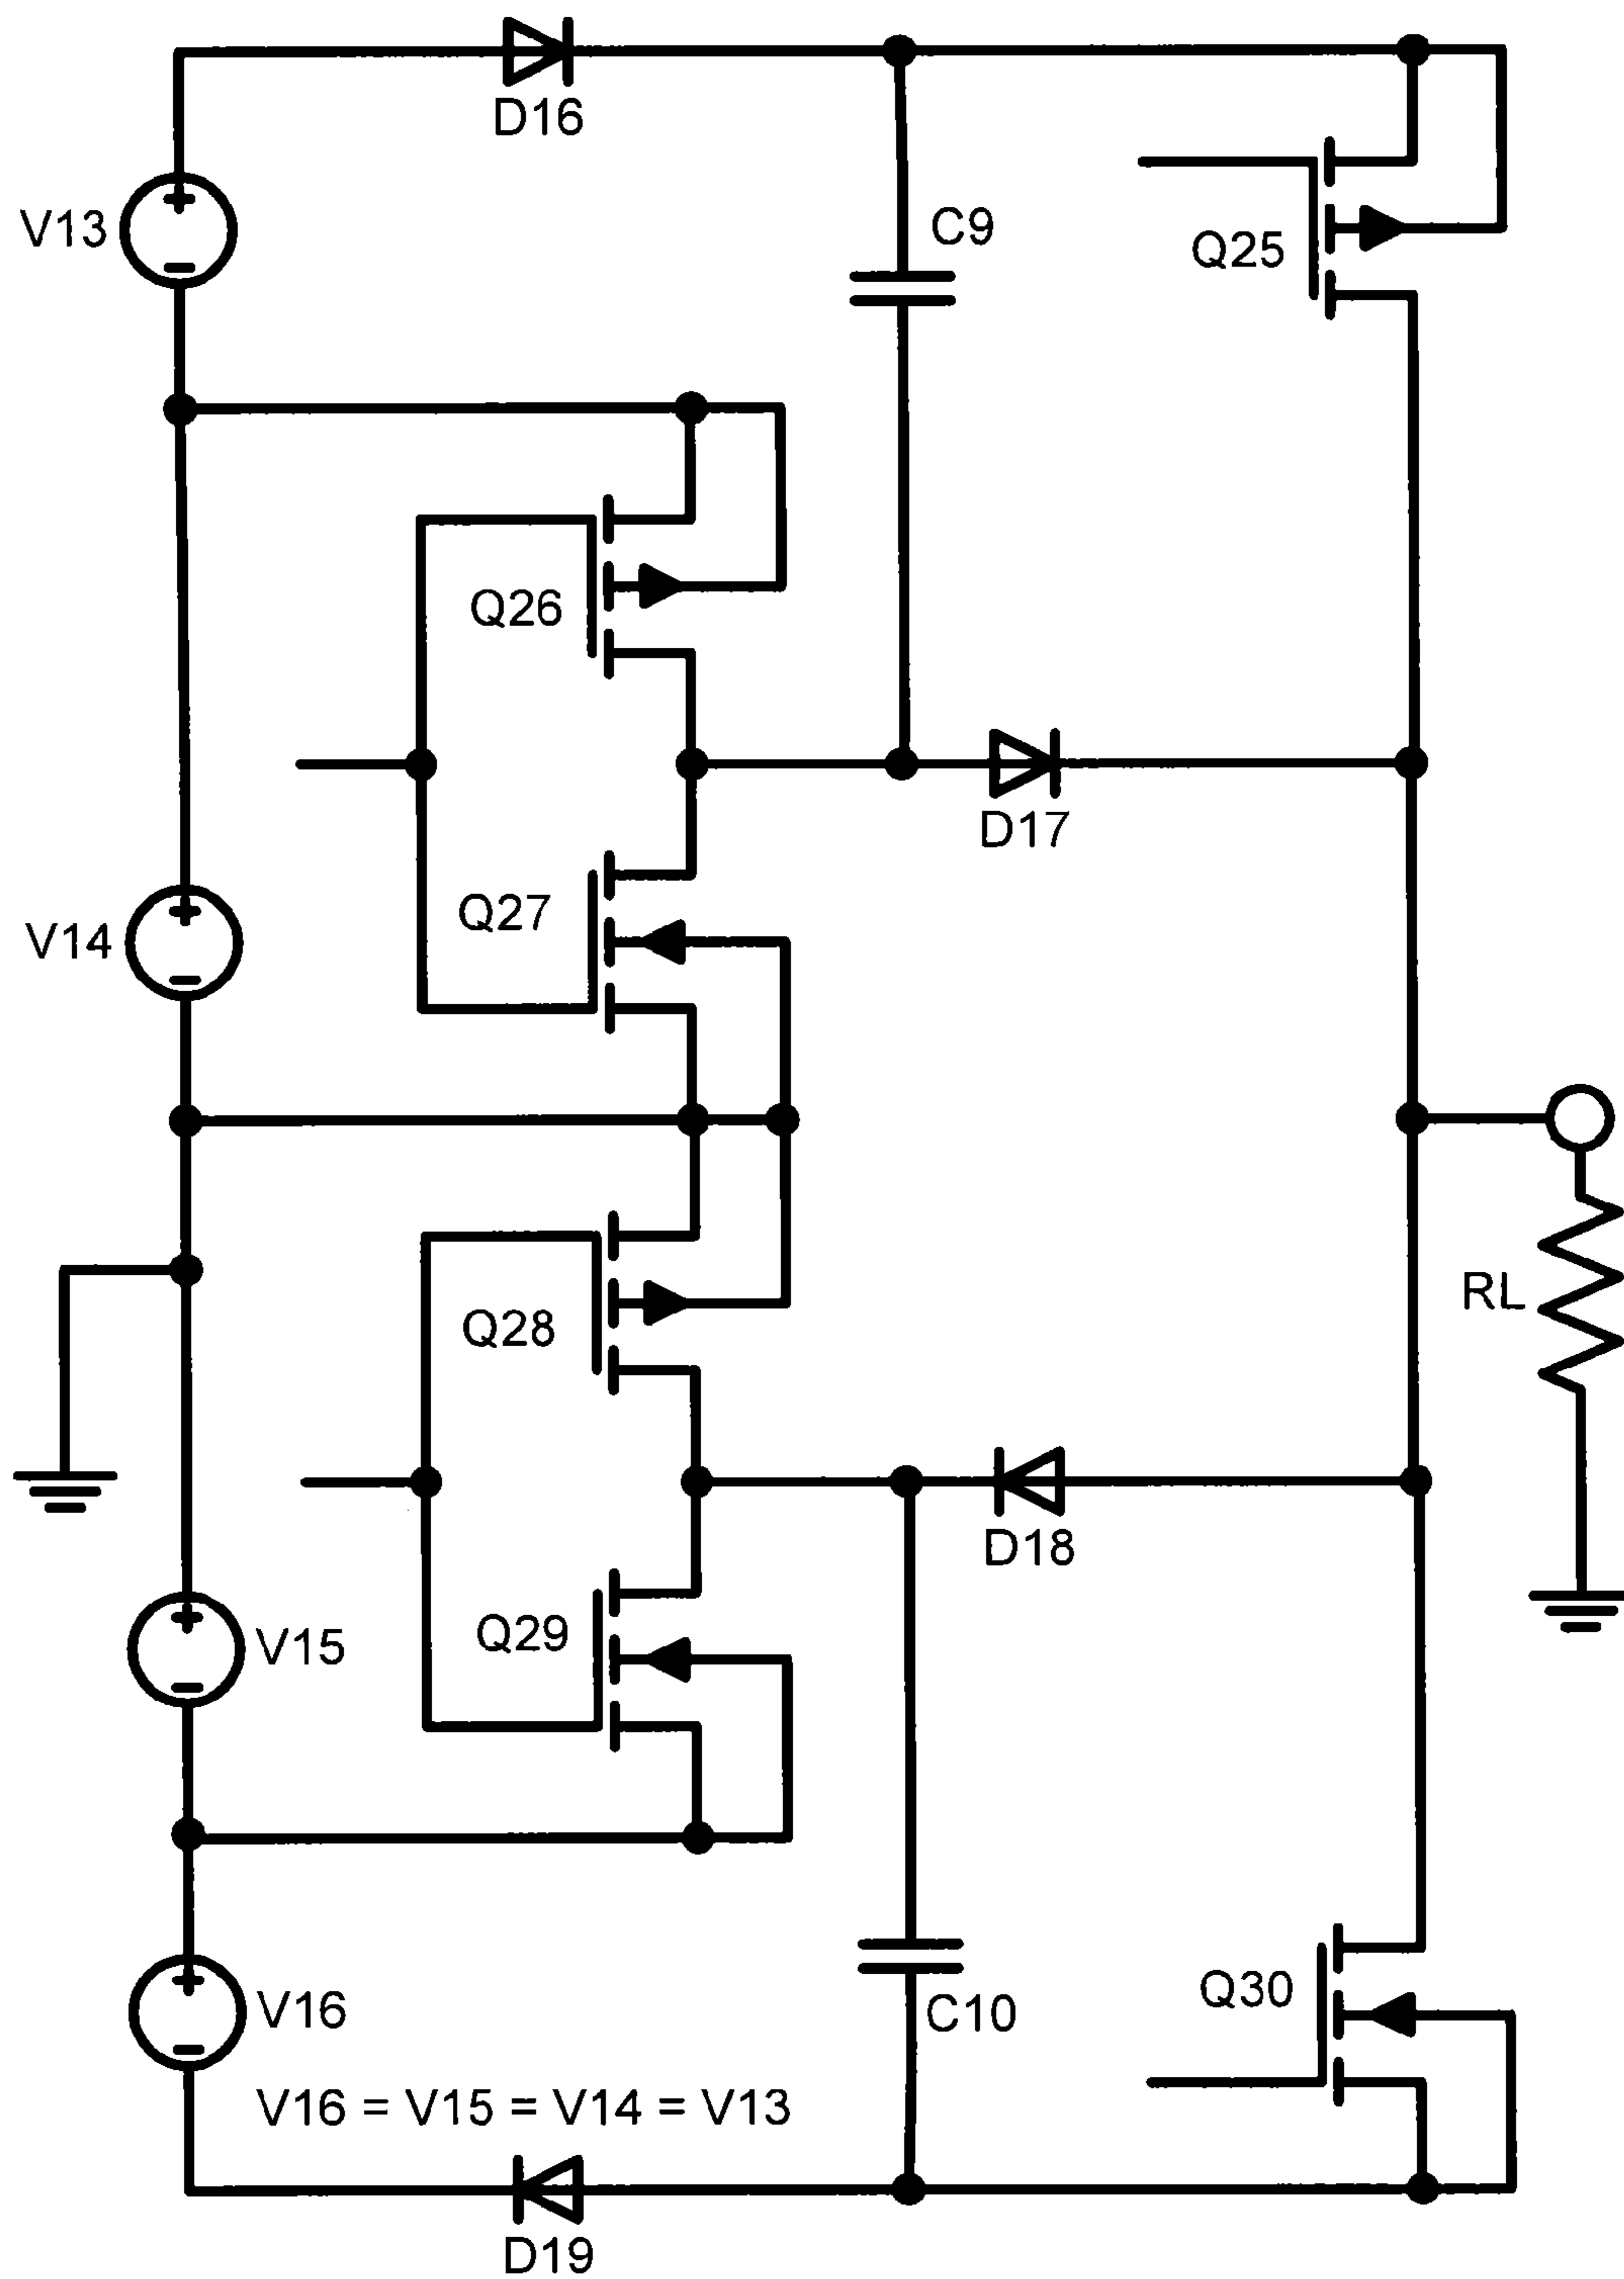 D16
V13
C9
Q25
Q26
D17
Q27
V14
RL
Q28
D18
Q29
V15
Q30
V16
C10
V16 = V15 = V14 = V13
D19